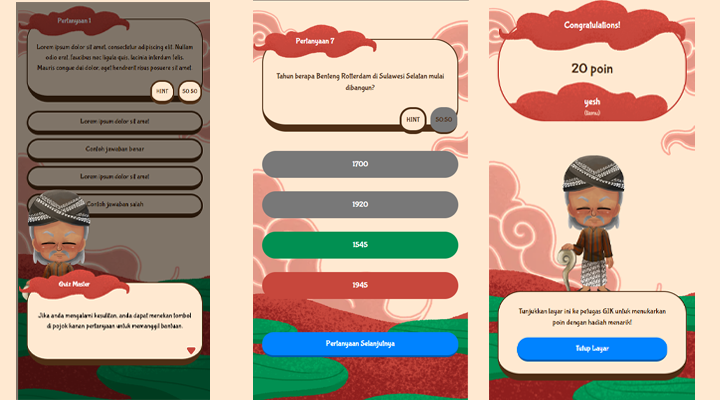 Pertanyaan 1
Lorem ipsum dolor sit amet, consectetur adipiscing elit. Nullam
odio erat, faucibus nec ligula quis, lacinia interdum felis.
Mauris congue dui dolor, eget hendrerit risus posuere sit amet
HINT
50:50
Lorem ipsum dolor sit amet
Contoh jawaban benar
Lorem ipsum dolor sit amet
Contoh jawaban salah
Quiz Master
Jika anda mengalami kesulitan, anda dapat menekan tombol
di pojok kanan pertanyaan untuk memanggil bantuan.
Pertanyaan 7
Tahun berapa Benteng Rotterdam di Sulawesi Selatan mulai
dibangun?
HINT
50:50
1700
1920
1545
1945
Pertanyaan Selanjutnya
Congratulations!
20 poin
yesh
(tamu)
Tunjukkan layar ini ke petugas GIK untuk menukarkan
poin dengan hadiah menarik!
Tutup Layar